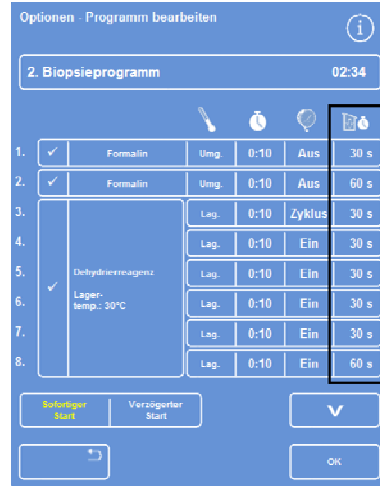 Optionen - Programm bearbeiten
i
2. Biopsieprogramm 02:34
1. ✓ Formalin Umg. 0:10 Aus 30 s
2. ✓ Formalin Umg. 0:10 Aus 60 s
3. Lag. 0:10 Zyklus 30 s
4. Lag. 0:10 Ein 30 s
5. Dehydrierreagenz Lag. 0:10 Ein 30 s
✓ Lager-
6. temp.: 30°C Lag. 0:10 Ein 30 s
7. Lag. 0:10 Ein 30 s
8. Lag. 0:10 Ein 60 s
Sofortiger Verzögerter
Start Start
OK